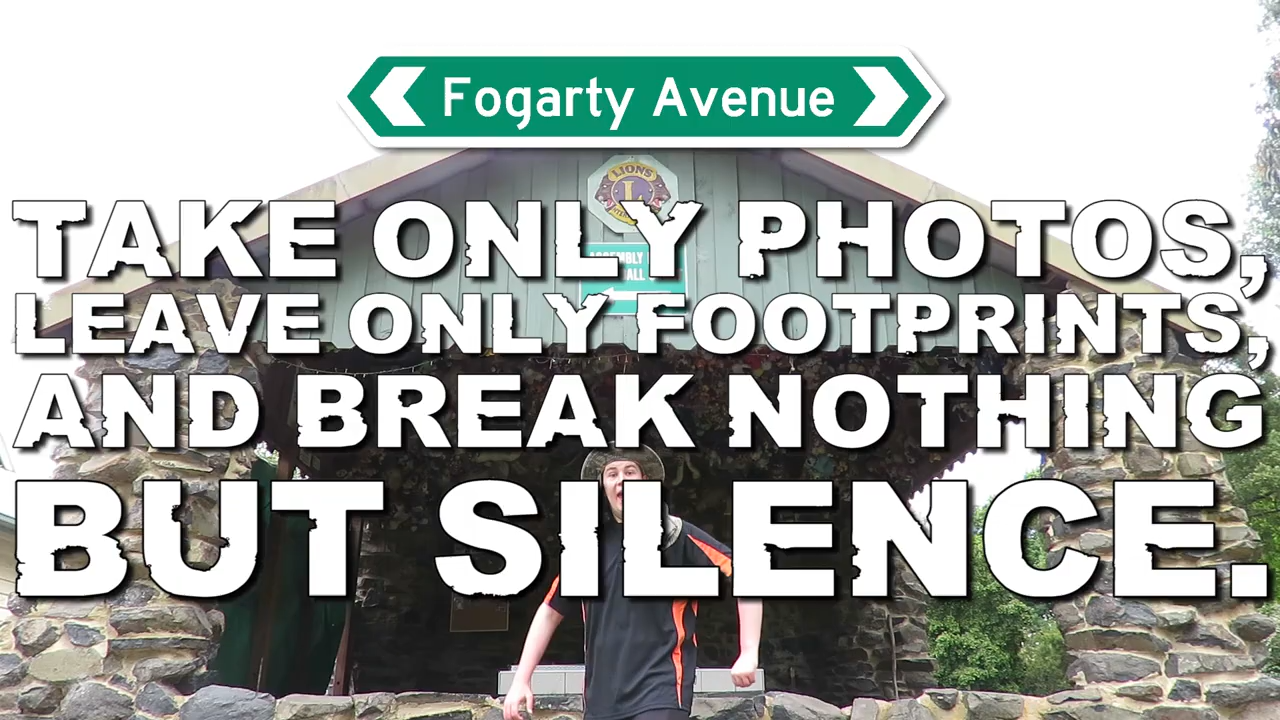 Fogarty Avenue
LIONS
L
TAKE ONLY PHOTOS,
LEAVE ONLY FOOTPRINTS,
AND BREAK NOTHING
BUT SILENCE.